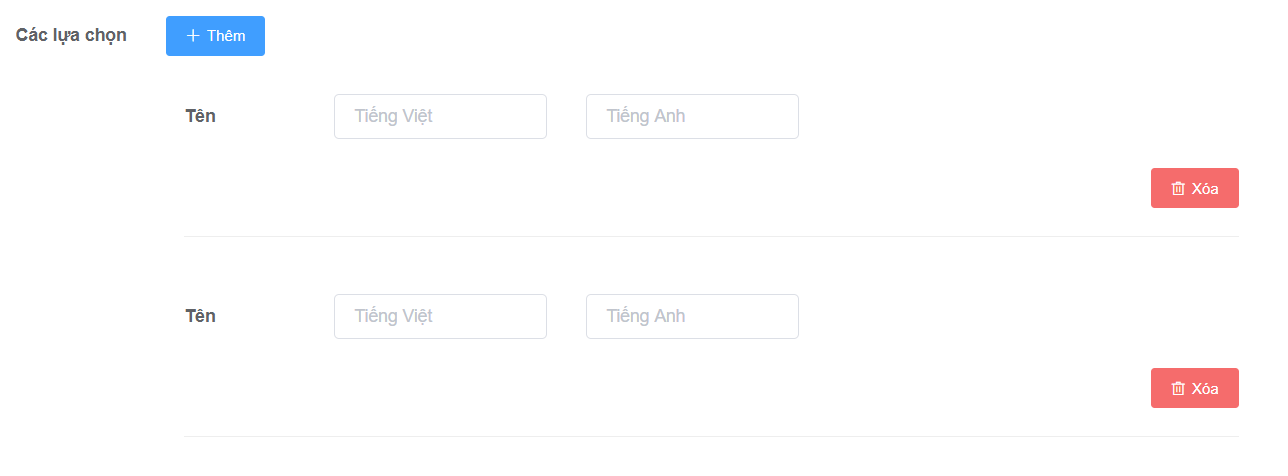 Các lựa chọn
Thêm
Tên
Tiếng Việt
Tiếng Anh
Xóa
Tên
Tiếng Việt
Tiếng Anh
Xóa